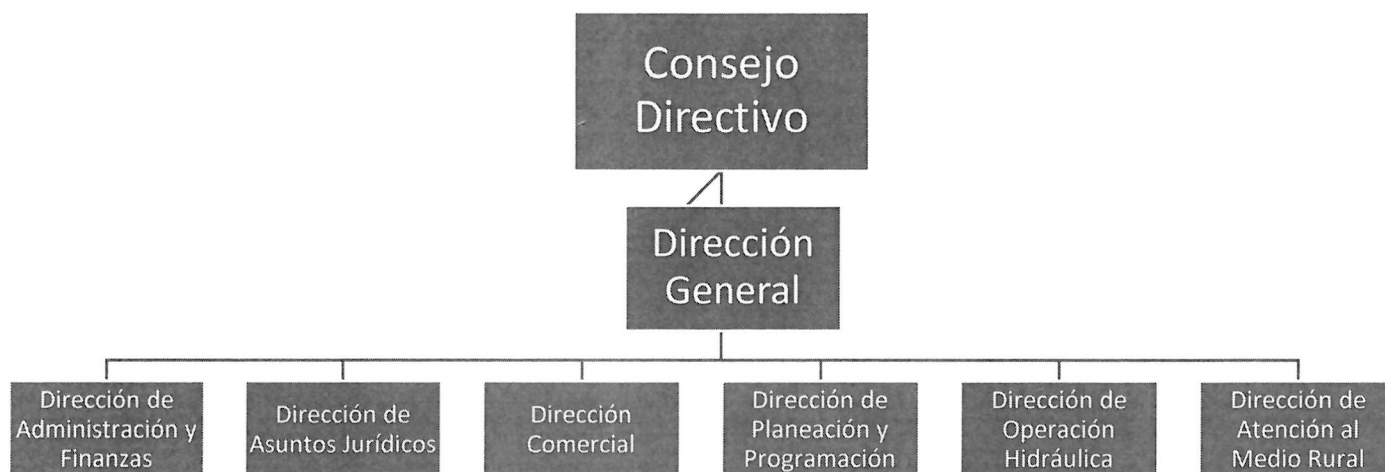 Consejo
Directivo
Dirección
General
Dirección de
Administración y
Finanzas
Dirección de
Asuntos Jurídicos
Dirección
Comercial
Dirección de
Planeación y
Programación
Dirección de
Operación
Hidráulica
Dirección de
Atención al
Medio Rural